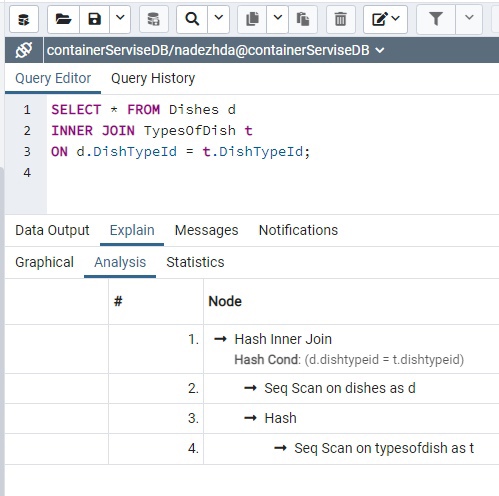 containerServiseDB/nadezhda@containerServiseDB
Query Editor Query History
1 SELECT * FROM Dishes d
2 INNER JOIN TypesOfDish t
3 ON d.DishTypeId = t.DishTypeId;
4
Data Output Explain Messages Notifications
Graphical Analysis Statistics
# Node
1. → Hash Inner Join
Hash Cond: (d.dishtypeid = t.dishtypeid)
2. → Seq Scan on dishes as d
3. → Hash
4. → Seq Scan on typesofdish as t